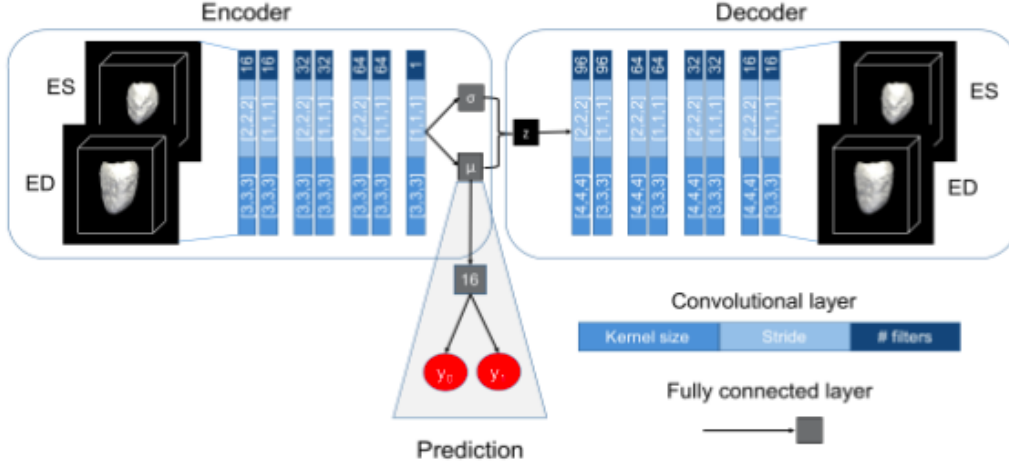 Encoder
Decoder
ES
ED
16 16 32 32 64 64 1
[2,2,2] [1,1,1] [2,2,2] [1,1,1] [2,2,2] [1,1,1] [1,1,1]
[3,3,3] [3,3,3] [3,3,3] [3,3,3] [3,3,3] [3,3,3] [3,3,3]
σ
μ
z
96 96 64 64 32 32 16 16
[2,2,2] [1,1,1] [2,2,2] [1,1,1] [2,2,2] [1,1,1] [2,2,2] [1,1,1]
[4,4,4] [3,3,3] [4,4,4] [3,3,3] [4,4,4] [3,3,3] [4,4,4] [3,3,3]
ES
ED
16
y
y
Prediction
Convolutional layer
Kernel size Stride # filters
Fully connected layer